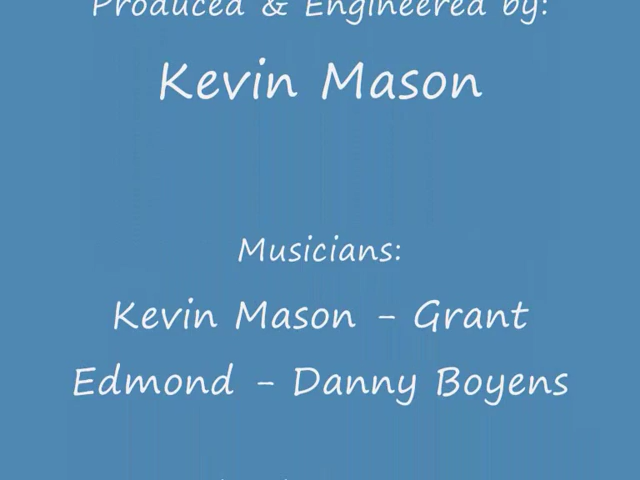 Produced & Engineered by:
Kevin Mason
Musicians:
Kevin Mason - Grant
Edmond - Danny Boyens